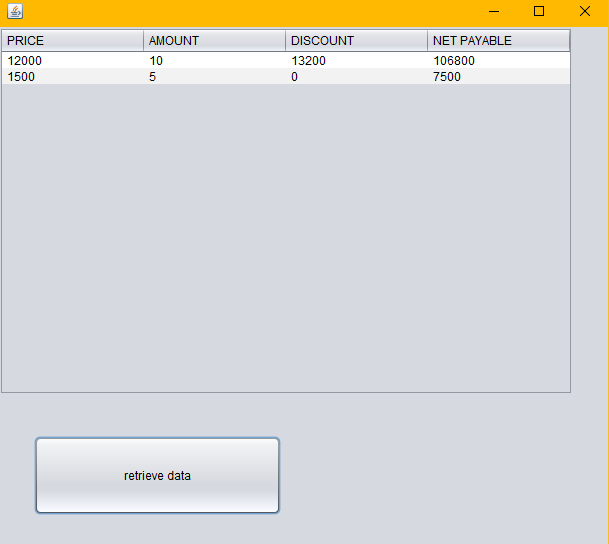 PRICE AMOUNT DISCOUNT NET PAYABLE
12000 10 13200 106800
1500 5 0 7500
retrieve data